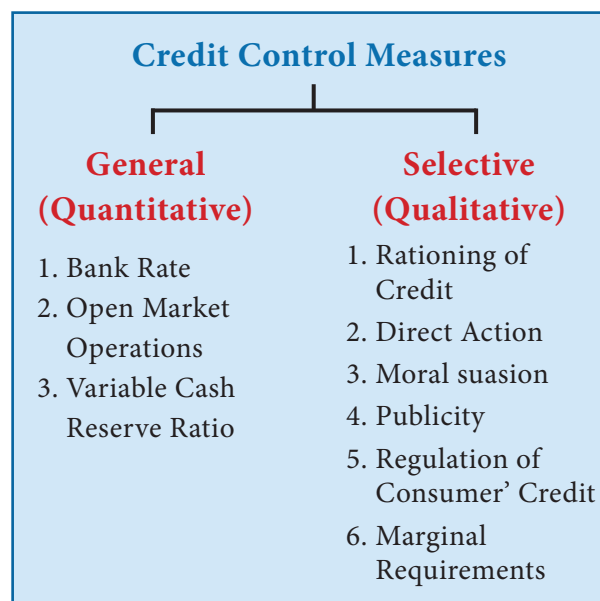 Credit Control Measures
General
(Quantitative)
1. Bank Rate
2. Open Market
Operations
3. Variable Cash
Reserve Ratio
Selective
(Qualitative)
1. Rationing of
Credit
2. Direct Action
3. Moral suasion
4. Publicity
5. Regulation of
Consumer’ Credit
6. Marginal
Requirements